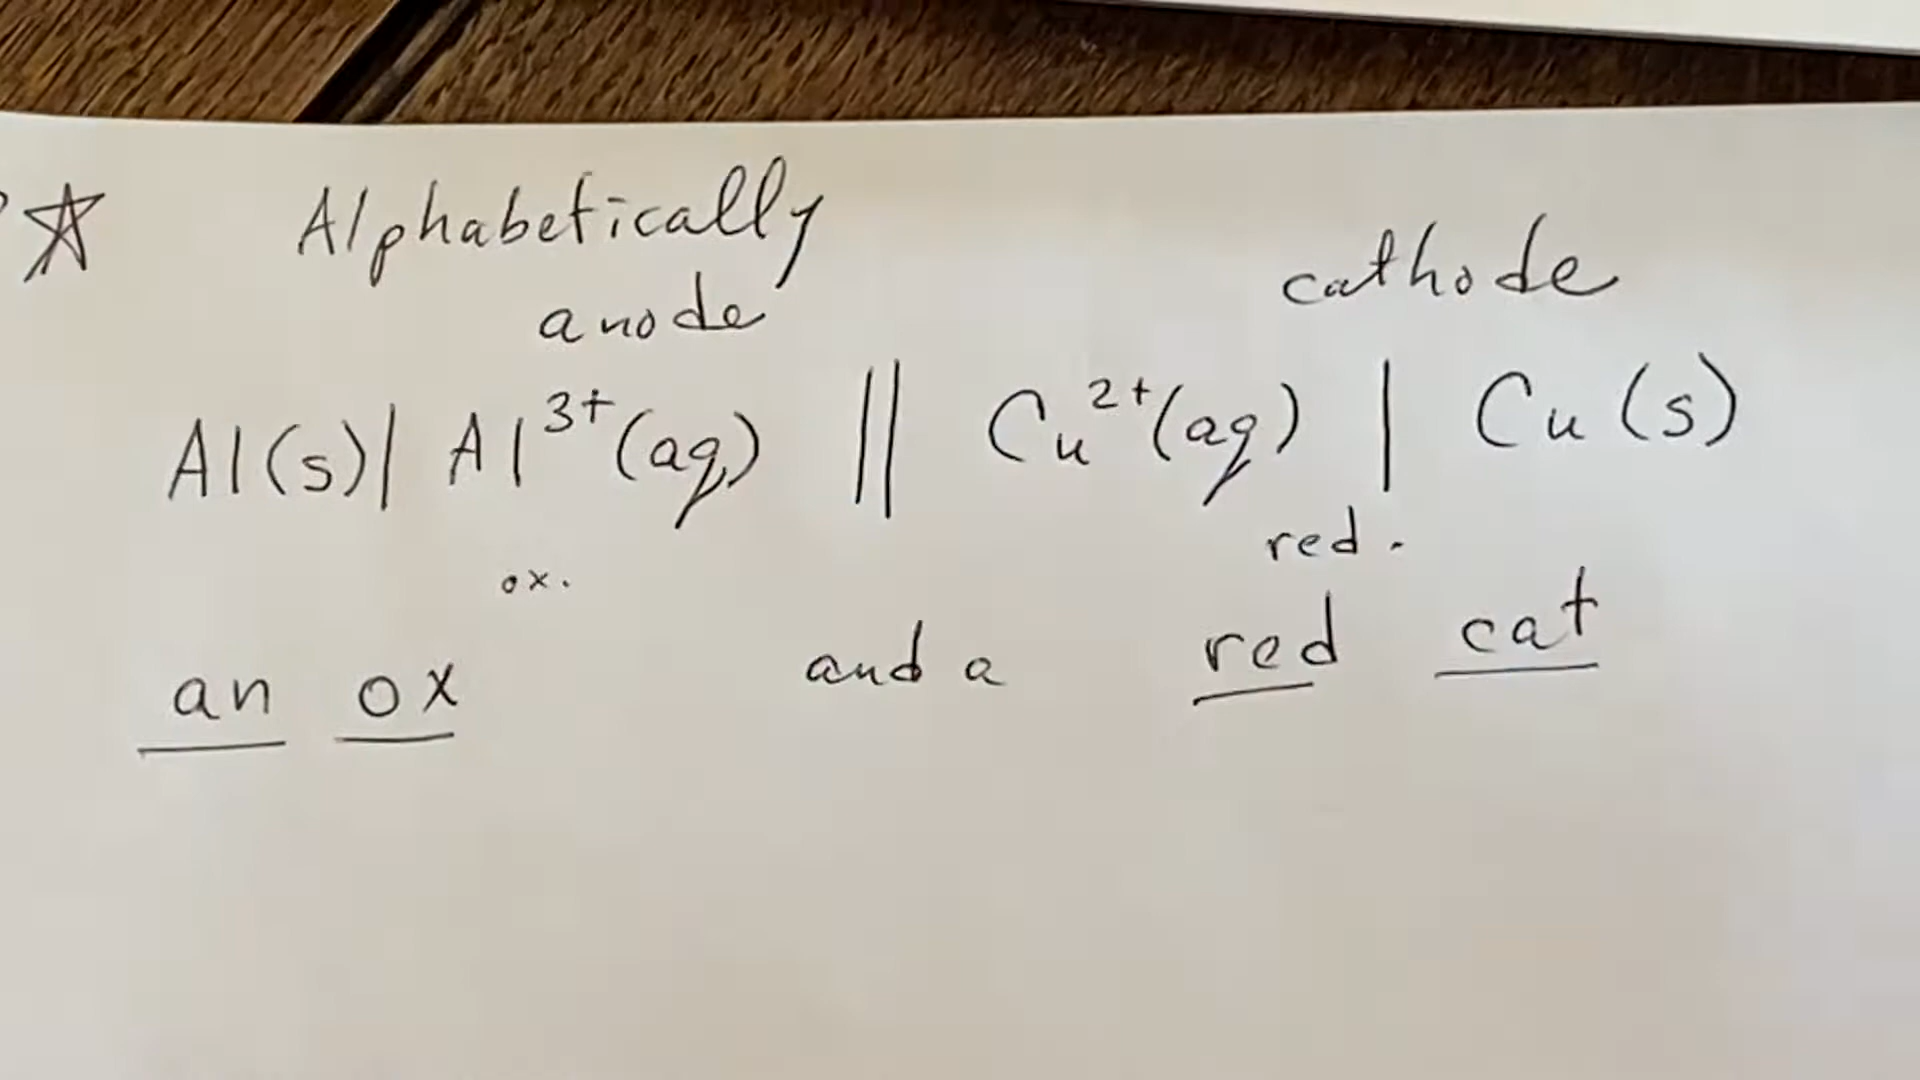 ☆ Alphabetically
anode cathode
Al(s)| Al³⁺(aq) || Cu²⁺(aq) | Cu(s)
ox. red.
an ox and a red cat